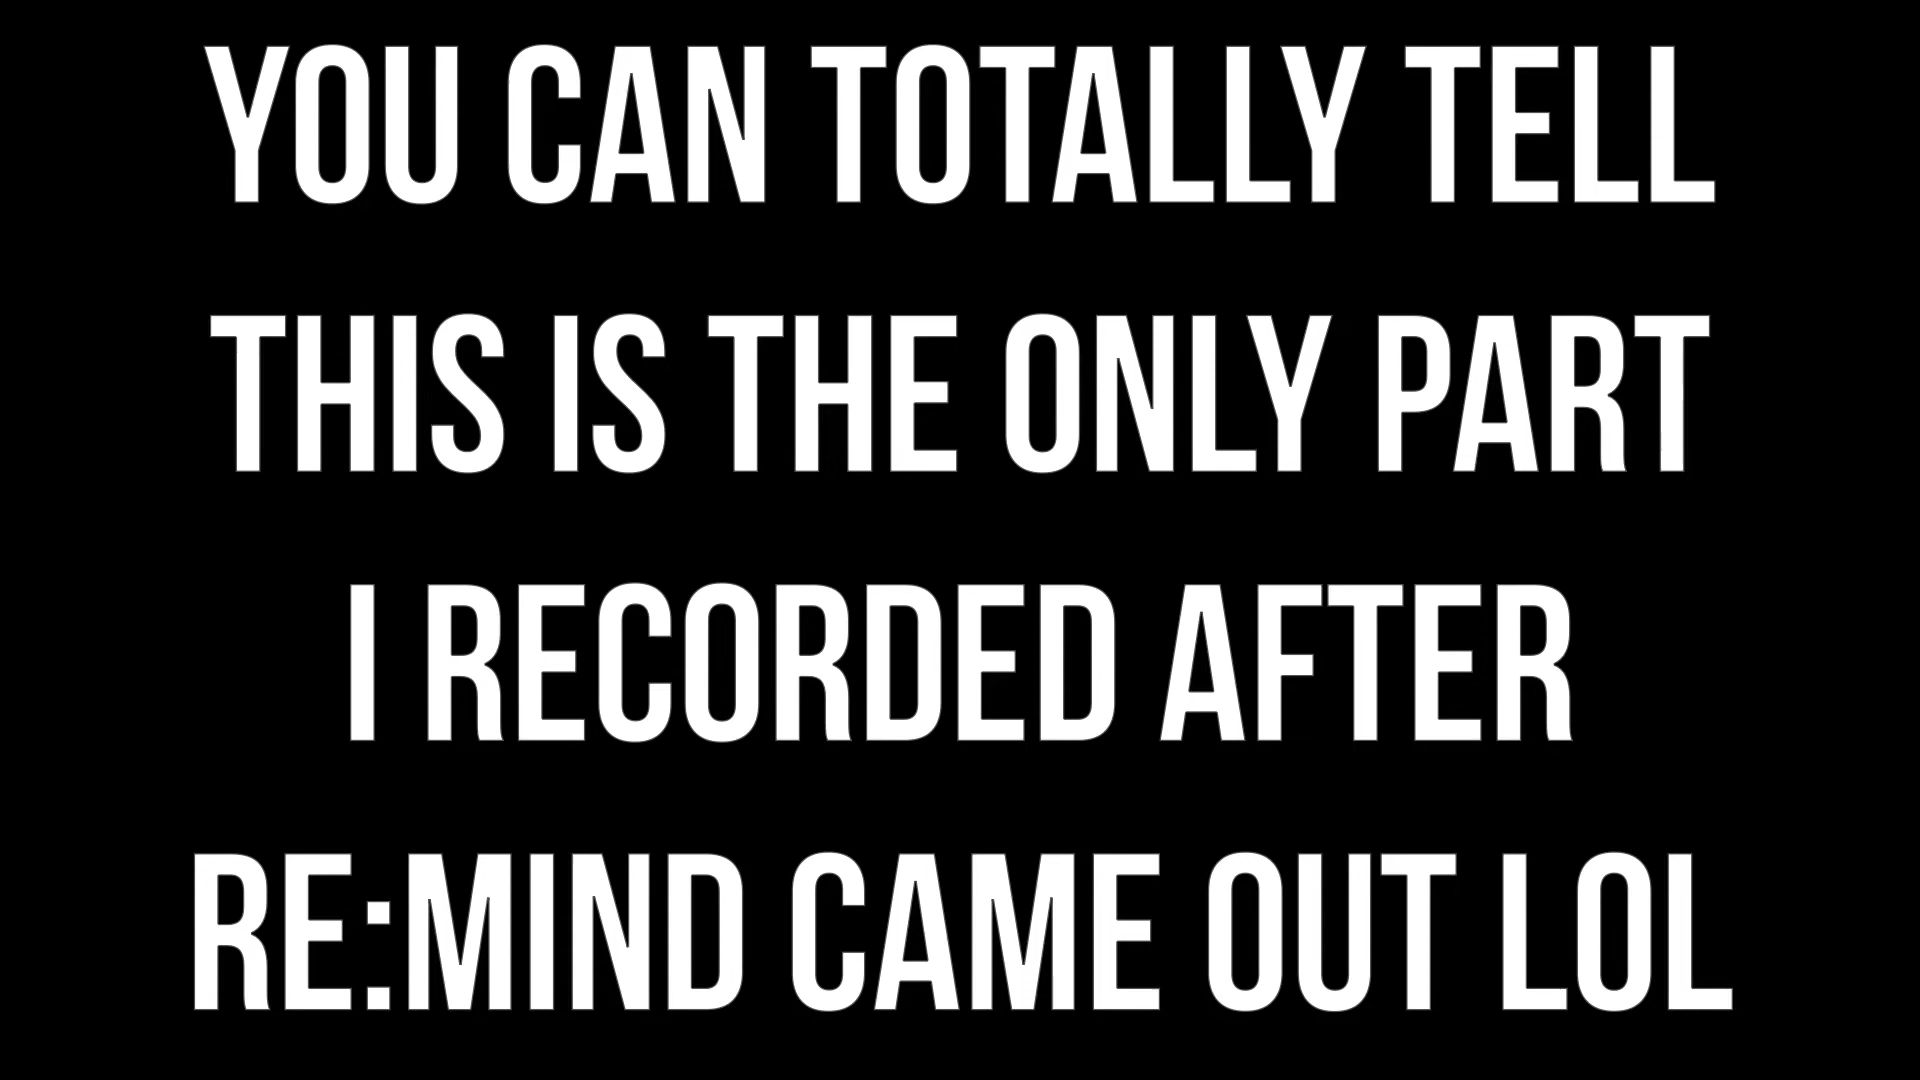 YOU CAN TOTALLY TELL
THIS IS THE ONLY PART
I RECORDED AFTER
RE:MIND CAME OUT LOL